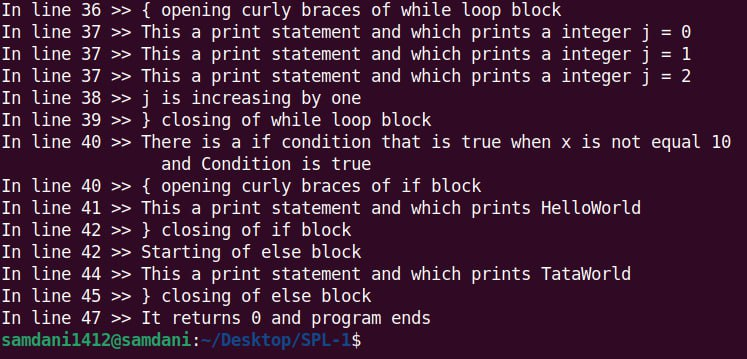 In line 36 >> { opening curly braces of while loop block
In line 37 >> This a print statement and which prints a integer j = 0
In line 37 >> This a print statement and which prints a integer j = 1
In line 37 >> This a print statement and which prints a integer j = 2
In line 38 >> j is increasing by one
In line 39 >> } closing of while loop block
In line 40 >> There is a if condition that is true when x is not equal 10
and Condition is true
In line 40 >> { opening curly braces of if block
In line 41 >> This a print statement and which prints HelloWorld
In line 42 >> } closing of if block
In line 42 >> Starting of else block
In line 44 >> This a print statement and which prints TataWorld
In line 45 >> } closing of else block
In line 47 >> It returns 0 and program ends
samdani1412@samdani:~/Desktop/SPL-1$